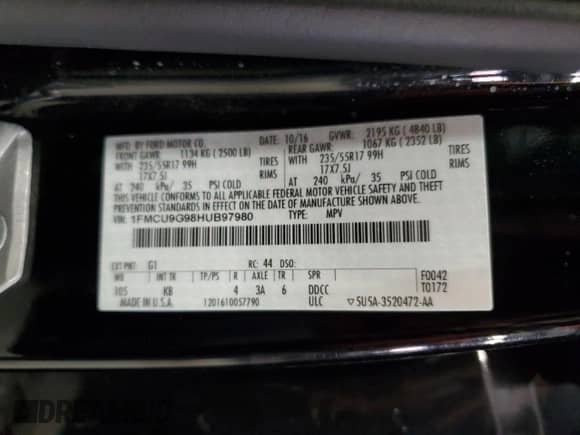 MFD. BY FORD MOTOR CO. DATE: 10/16 GVWR: 2195 KG ( 4840 LB)
FRONT GAWR: 1134 KG ( 2500 LB) REAR GAWR: 1067 KG ( 2352 LB)
WITH 235/55R17 99H TIRES WITH 235/55R17 99H TIRES
17X7.5J RIMS 17X7.5J RIMS
AT 240 kPa/ 35 PSI COLD AT 240 kPa/ 35 PSI COLD
THIS VEHICLE CONFORMS TO ALL APPLICABLE FEDERAL MOTOR VEHICLE SAFETY AND THEFT
PREVENTION STANDARDS IN EFFECT ON THE DATE OF MANUFACTURE SHOWN ABOVE.
VIN: 1FMCU9G98HUB97980 TYPE: MPV
EXT PNT: G1 RC: 44 DSO:
WB INT TR TP/PS R AXLE TR SPR F0042
105 KB 4 3A 6 DDCC T0172
MADE IN U.S.A. 1201610057790 ULC ▽5U5A-3520472-AA
DREAMBID